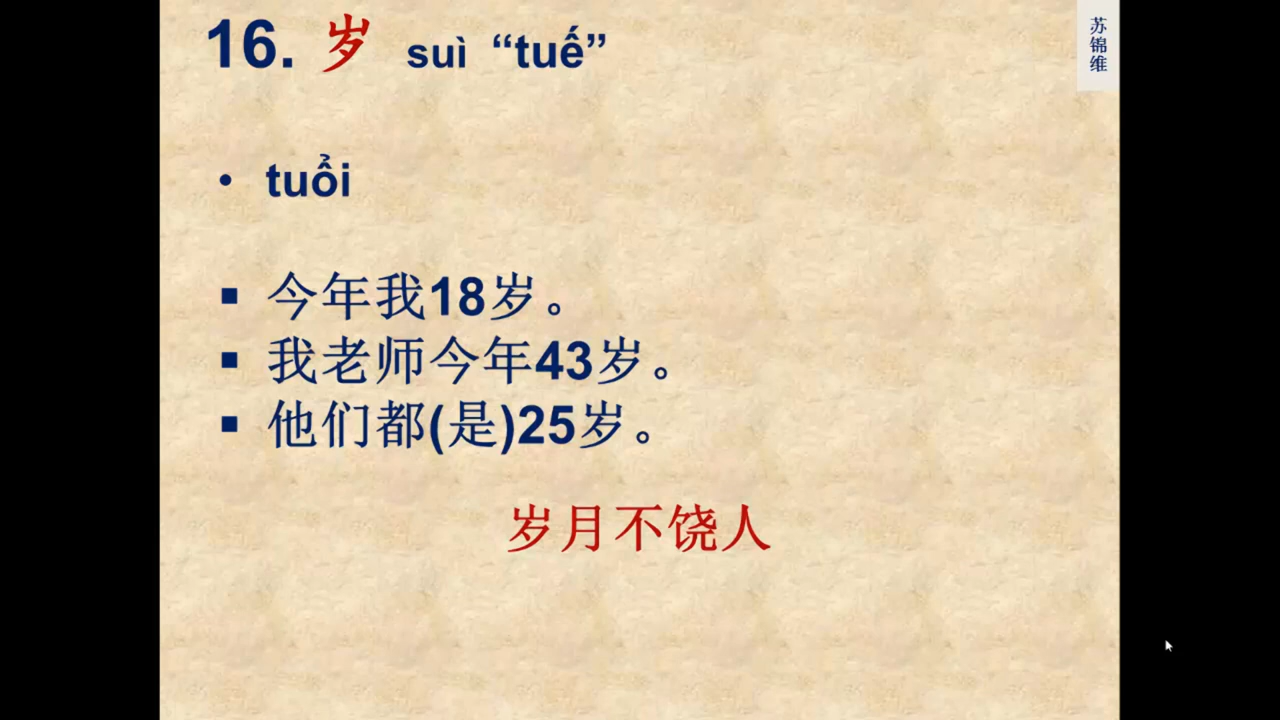 16. 岁 suì “tuế”
苏锦维
• tuổi
▪ 今年我18岁。
▪ 我老师今年43岁。
▪ 他们都(是)25岁。
岁月不饶人